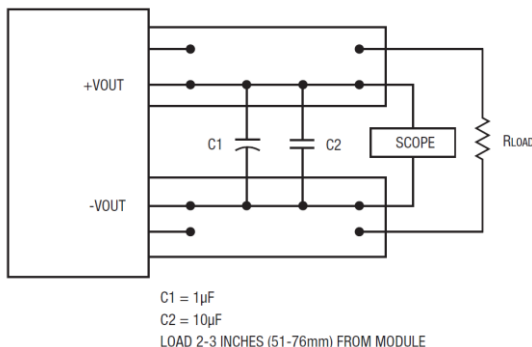 +VOUT
C1
C2
SCOPE
RLOAD
-VOUT
C1 = 1µF
C2 = 10µF
LOAD 2-3 INCHES (51-76mm) FROM MODULE